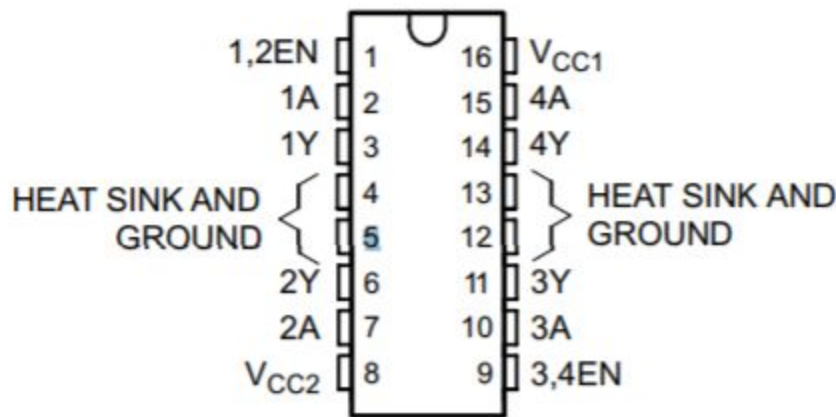 1,2EN 1 16 VCC1
1A 2 15 4A
1Y 3 14 4Y
HEAT SINK AND 4 13 HEAT SINK AND
GROUND 5 12 GROUND
2Y 6 11 3Y
2A 7 10 3A
VCC2 8 9 3,4EN